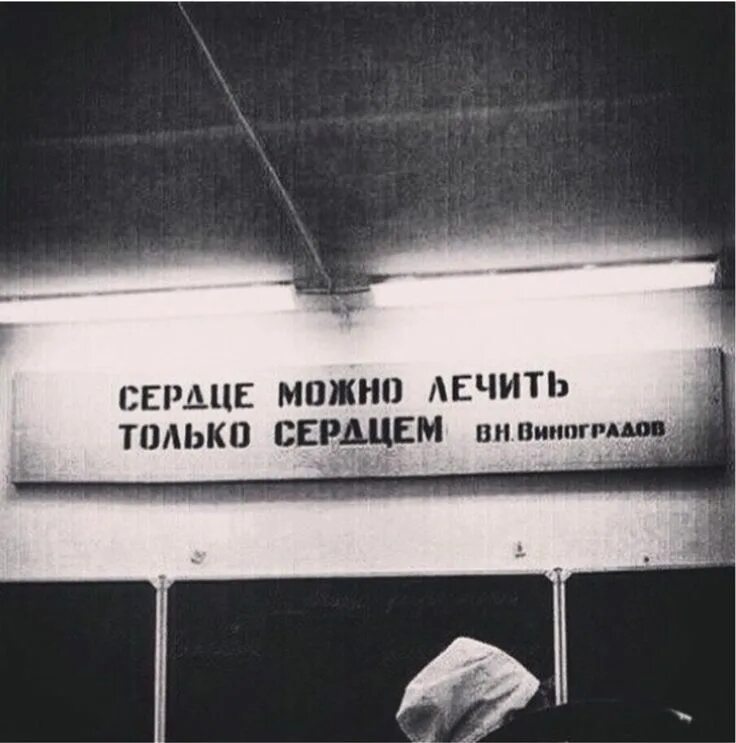 СЕРДЦЕ МОЖНО ЛЕЧИТЬ
ТОЛЬКО СЕРДЦЕМ В.Н.ВИНОГРАДОВ